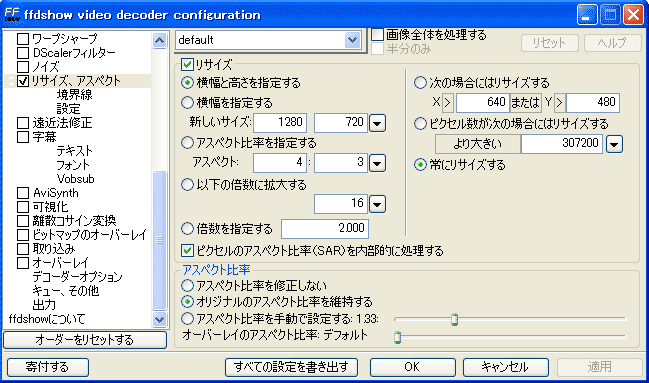 ffdshow video decoder configuration
ワープシャープ
DScalerフィルター
ノイズ
リサイズ、アスペクト
境界線
設定
遠近法修正
字幕
テキスト
フォント
Vobsub
AviSynth
可視化
離散コサイン変換
ビットマップのオーバーレイ
取り込み
オーバーレイ
デコーダーオプション
キュー、その他
出力
ffdshowについて
オーダーをリセットする
default
画像全体を処理する
半分のみ
リセット
ヘルプ
リサイズ
横幅と高さを指定する
横幅を指定する
新しいサイズ: 1280 720
アスペクト比率を指定する
アスペクト: 4 : 3
以下の倍数に拡大する
16
倍数を指定する 2.000
ピクセルのアスペクト比率(SAR)を内部的に処理する
次の場合にはリサイズする
X > 640 または Y > 480
ピクセル数が次の場合にはリサイズする
より大きい 307200
常にリサイズする
アスペクト比率
アスペクト比率を修正しない
オリジナルのアスペクト比率を維持する
アスペクト比率を手動で設定する: 1.33:
オーバーレイのアスペクト比率: デフォルト
寄付する
すべての設定を書き出す
OK
キャンセル
適用